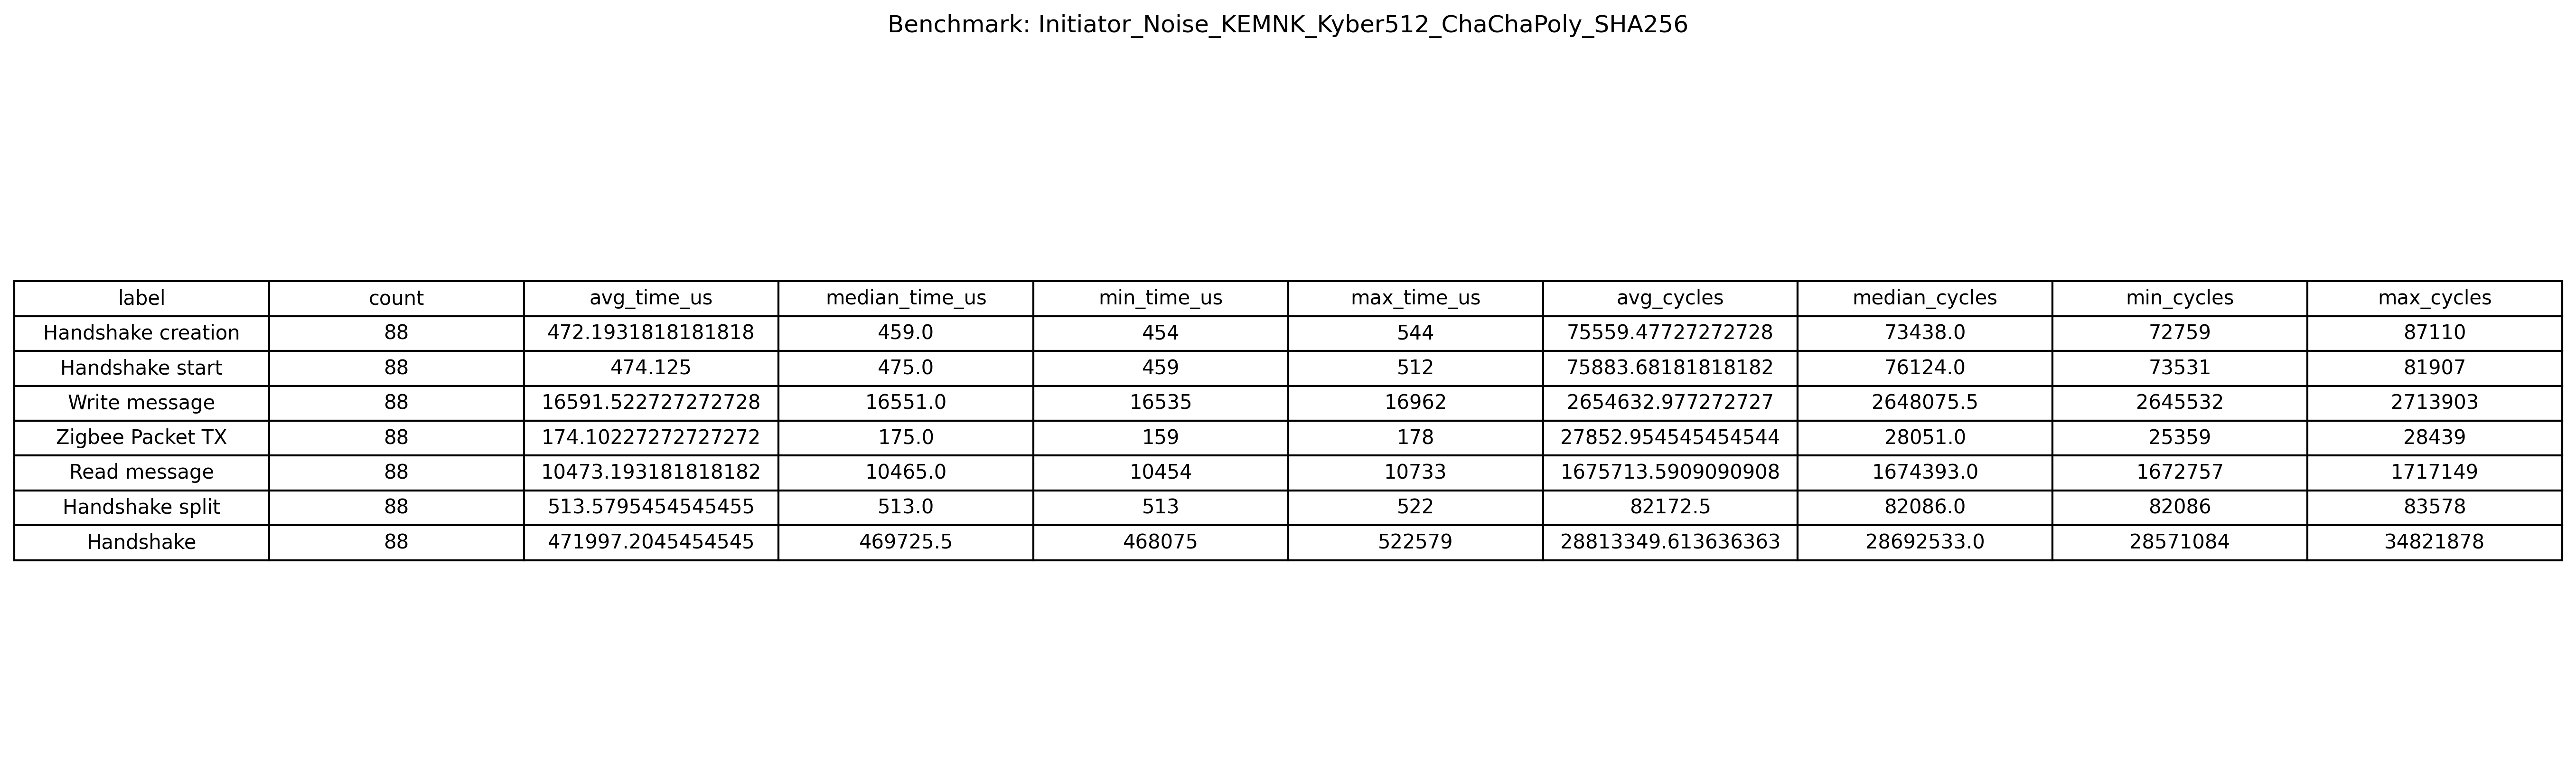 Benchmark: Initiator_Noise_KEMNK_Kyber512_ChaChaPoly_SHA256
label count avg_time_us median_time_us min_time_us max_time_us avg_cycles median_cycles min_cycles max_cycles
Handshake creation 88 472.1931818181818 459.0 454 544 75559.47727272728 73438.0 72759 87110
Handshake start 88 474.125 475.0 459 512 75883.68181818182 76124.0 73531 81907
Write message 88 16591.522727272728 16551.0 16535 16962 2654632.977272727 2648075.5 2645532 2713903
Zigbee Packet TX 88 174.10227272727272 175.0 159 178 27852.954545454544 28051.0 25359 28439
Read message 88 10473.193181818182 10465.0 10454 10733 1675713.5909090908 1674393.0 1672757 1717149
Handshake split 88 513.5795454545455 513.0 513 522 82172.5 82086.0 82086 83578
Handshake 88 471997.2045454545 469725.5 468075 522579 28813349.613636363 28692533.0 28571084 34821878